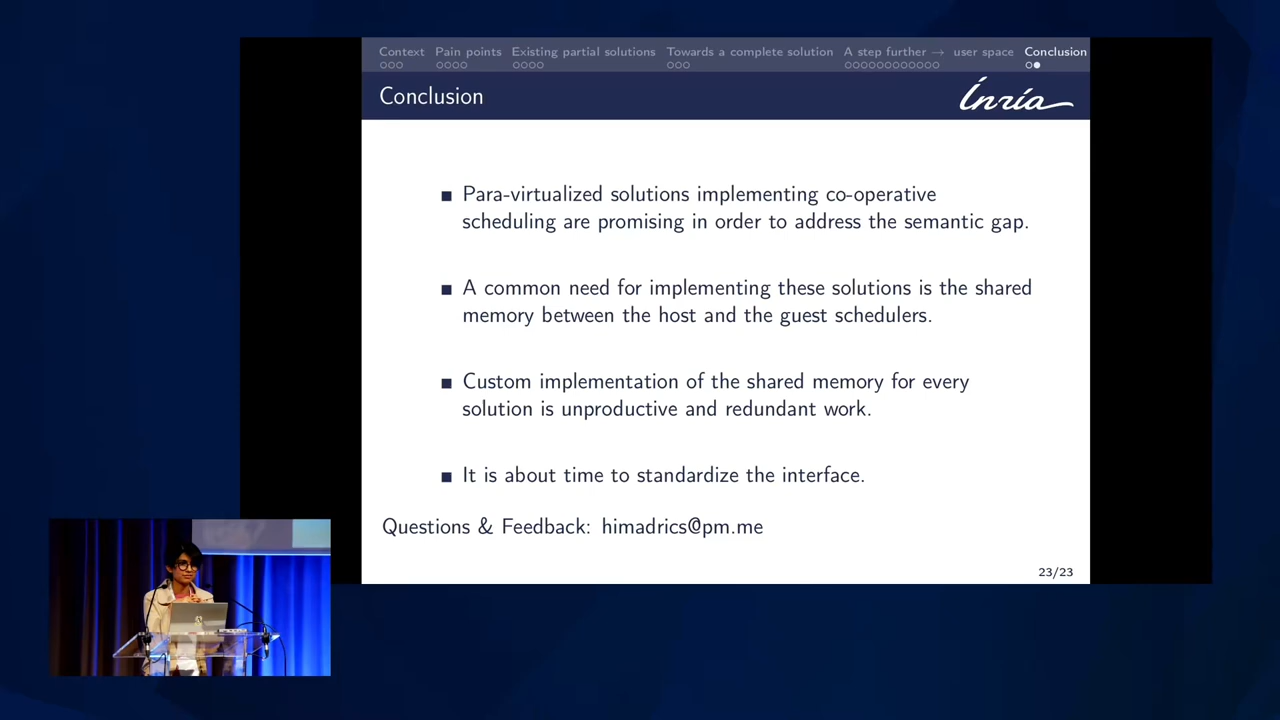 Context Pain points Existing partial solutions Towards a complete solution A step further → user space Conclusion
Conclusion
Inria
■ Para-virtualized solutions implementing co-operative
scheduling are promising in order to address the semantic gap.
■ A common need for implementing these solutions is the shared
memory between the host and the guest schedulers.
■ Custom implementation of the shared memory for every
solution is unproductive and redundant work.
■ It is about time to standardize the interface.
Questions & Feedback: himadrics@pm.me
23/23